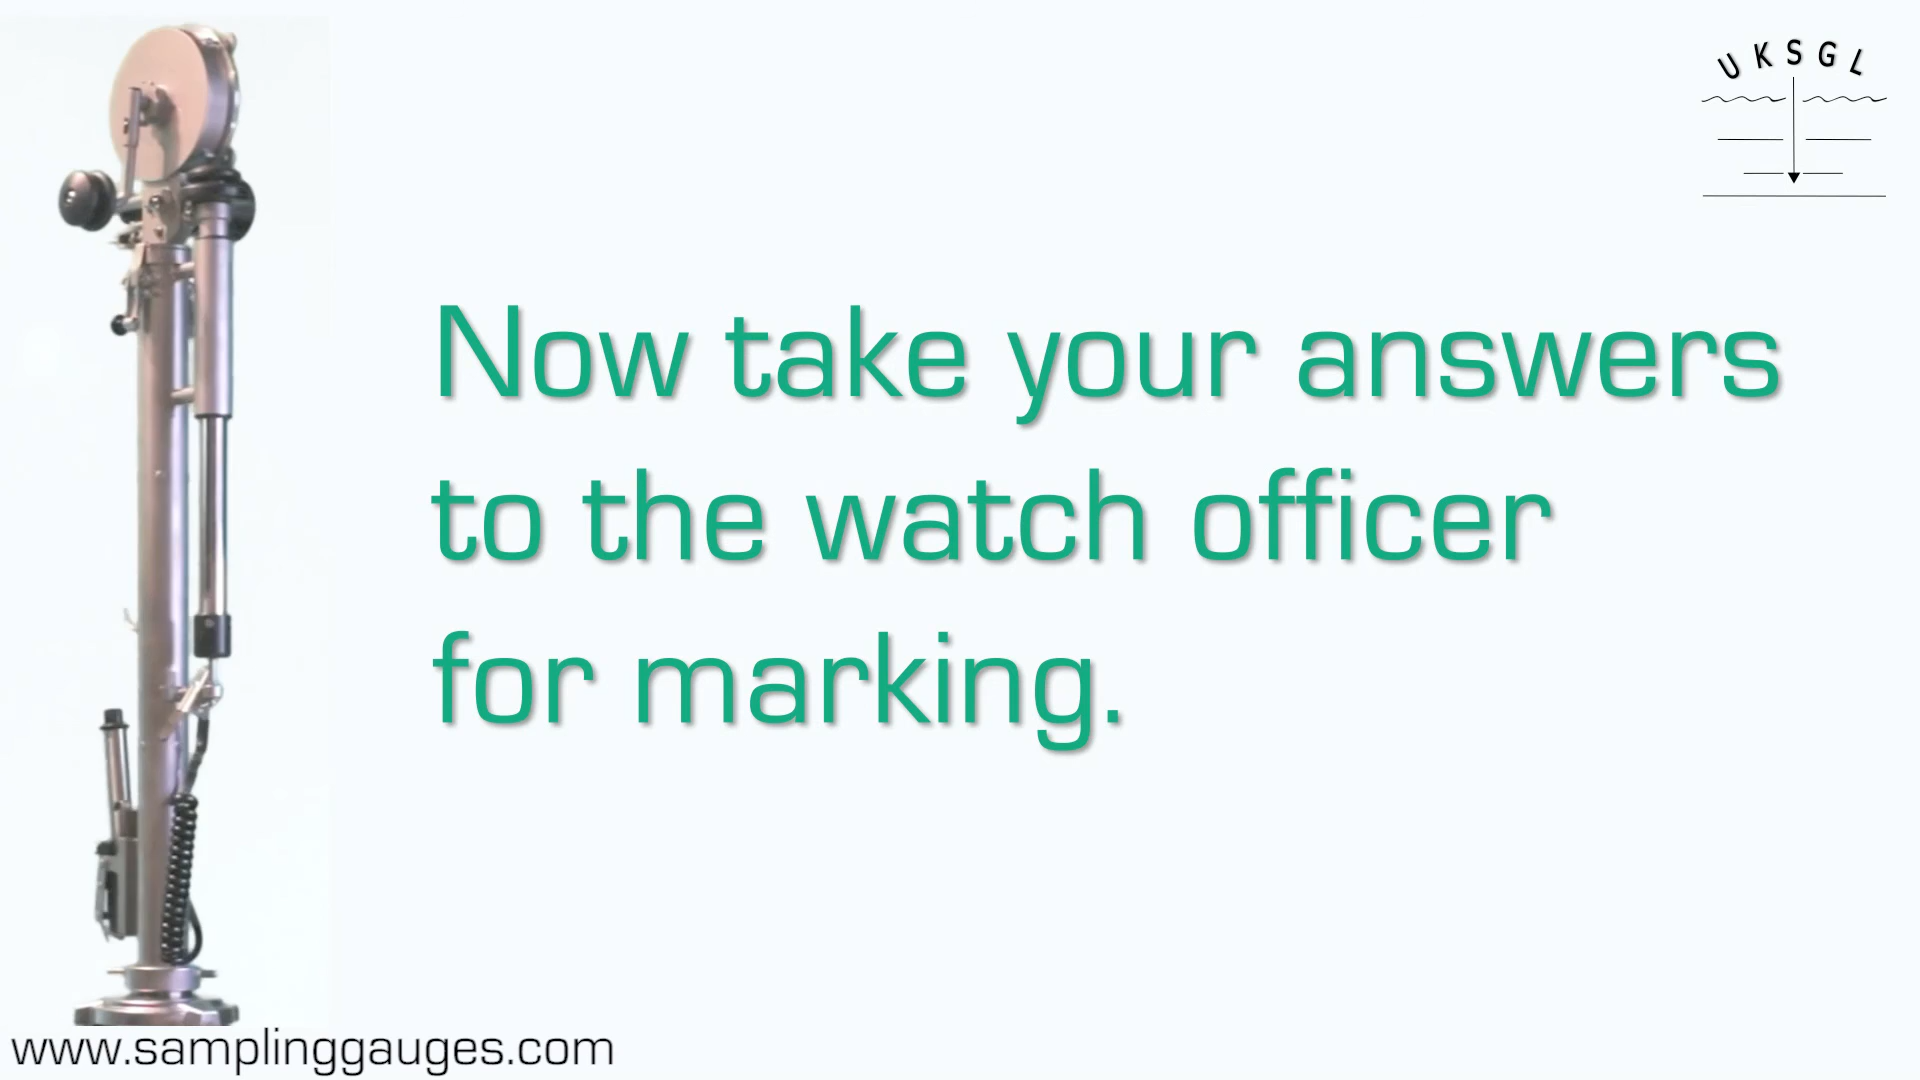 UKSGL
Now take your answers
to the watch officer
for marking.
www.samplinggauges.com